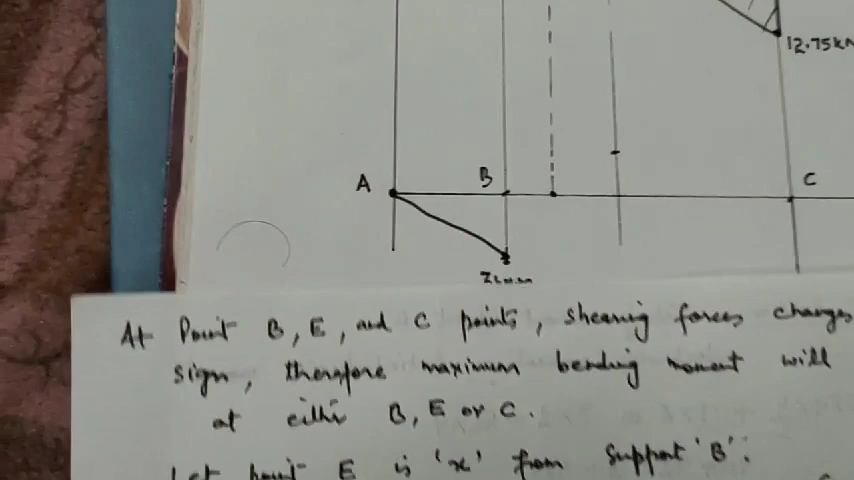 12.75kN
A
B
C
At Point B, E, and C points, shearing forces changes
sign, therefore maximum bending moment will
at either B, E or C.
Let point E is 'x' from support 'B':